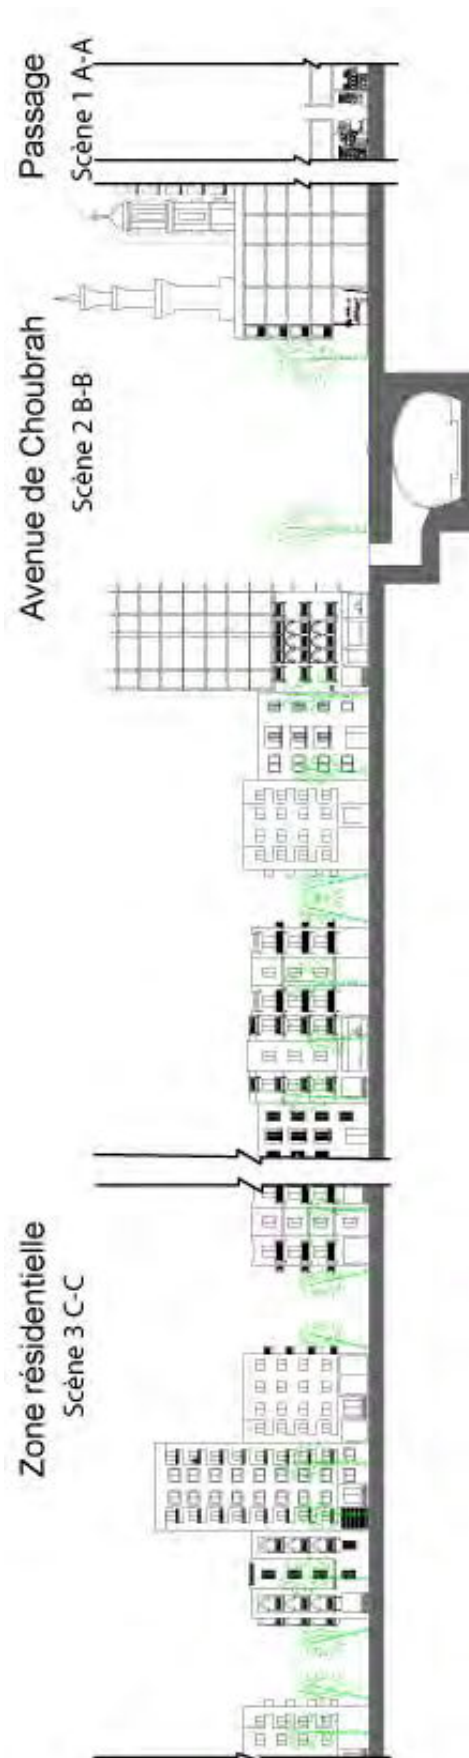 Passage
Scène 1 A-A
Avenue de Choubrah
Scène 2 B-B
Zone résidentielle
Scène 3 C-C